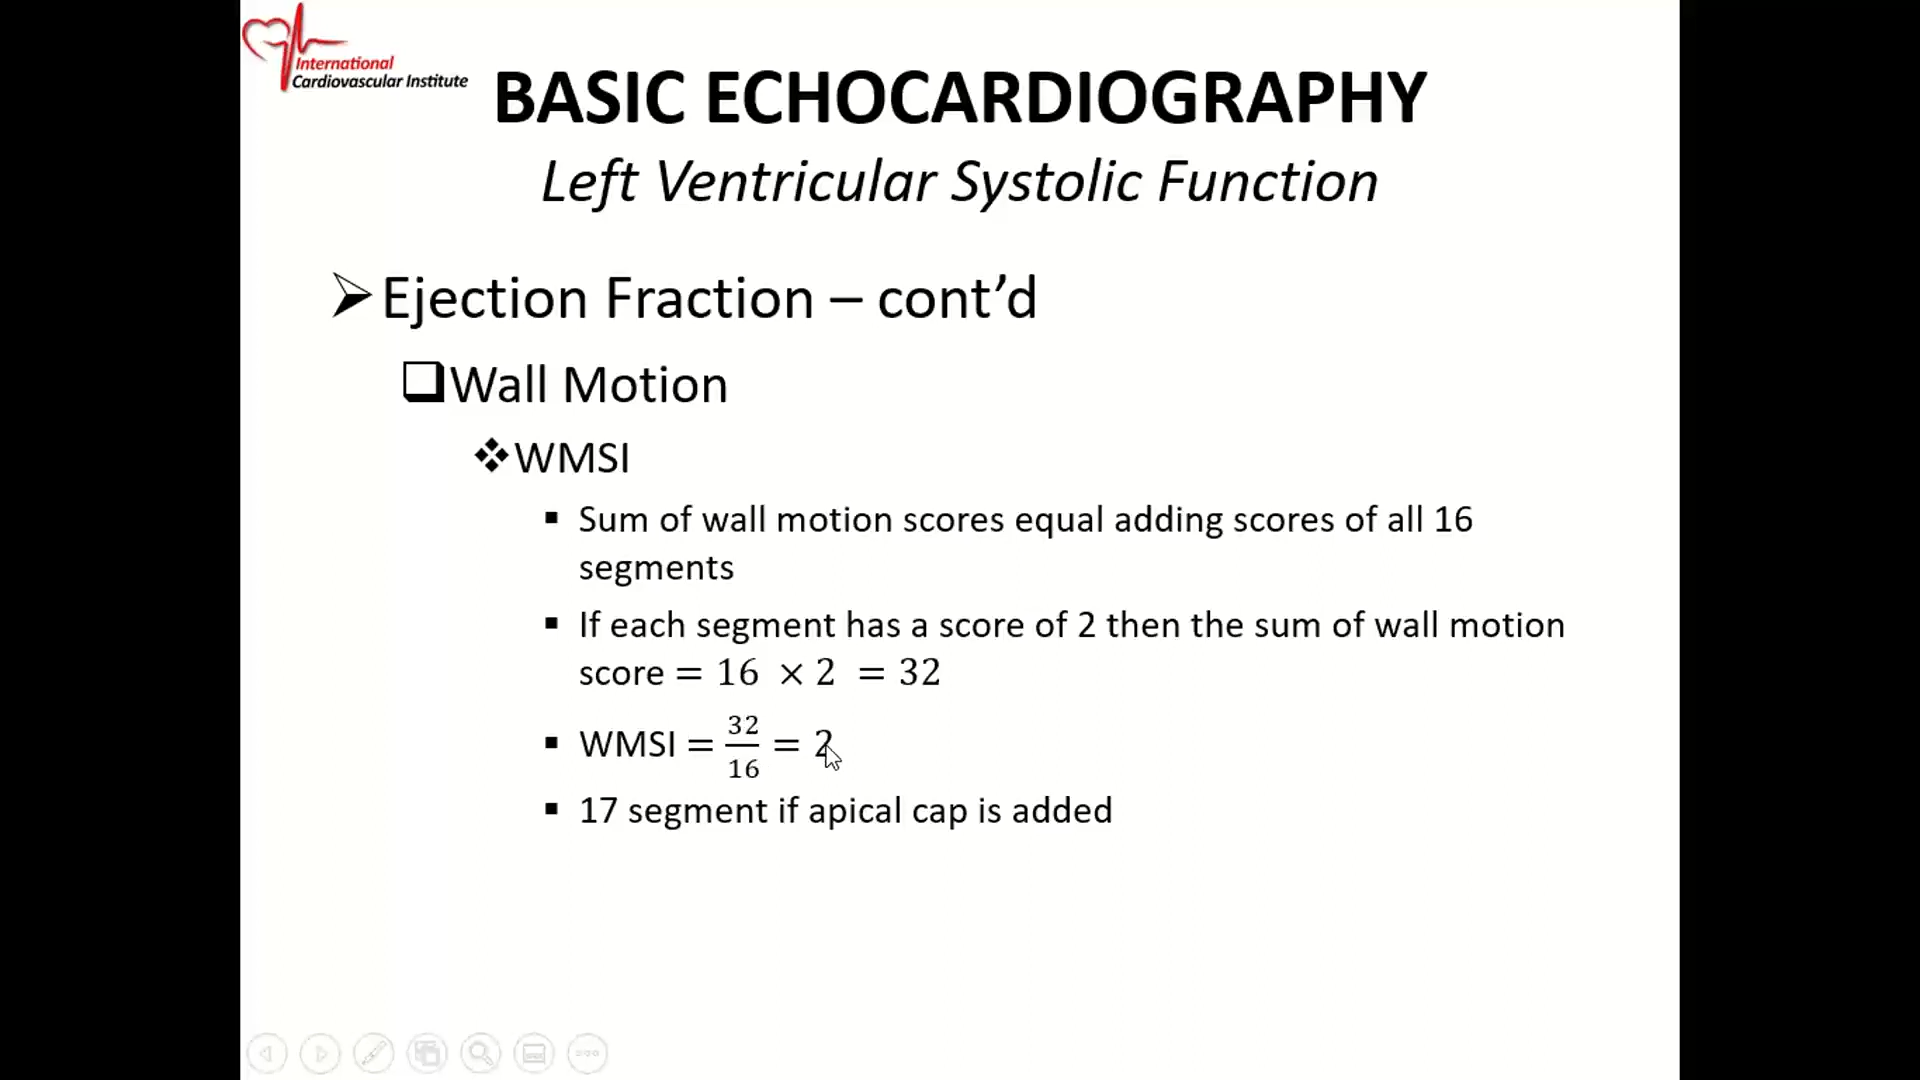 International
Cardiovascular Institute
BASIC ECHOCARDIOGRAPHY
Left Ventricular Systolic Function
Ejection Fraction – cont’d
Wall Motion
WMSI
Sum of wall motion scores equal adding scores of all 16
segments
If each segment has a score of 2 then the sum of wall motion
score = 16 × 2 = 32
WMSI = 32/16 = 2
17 segment if apical cap is added